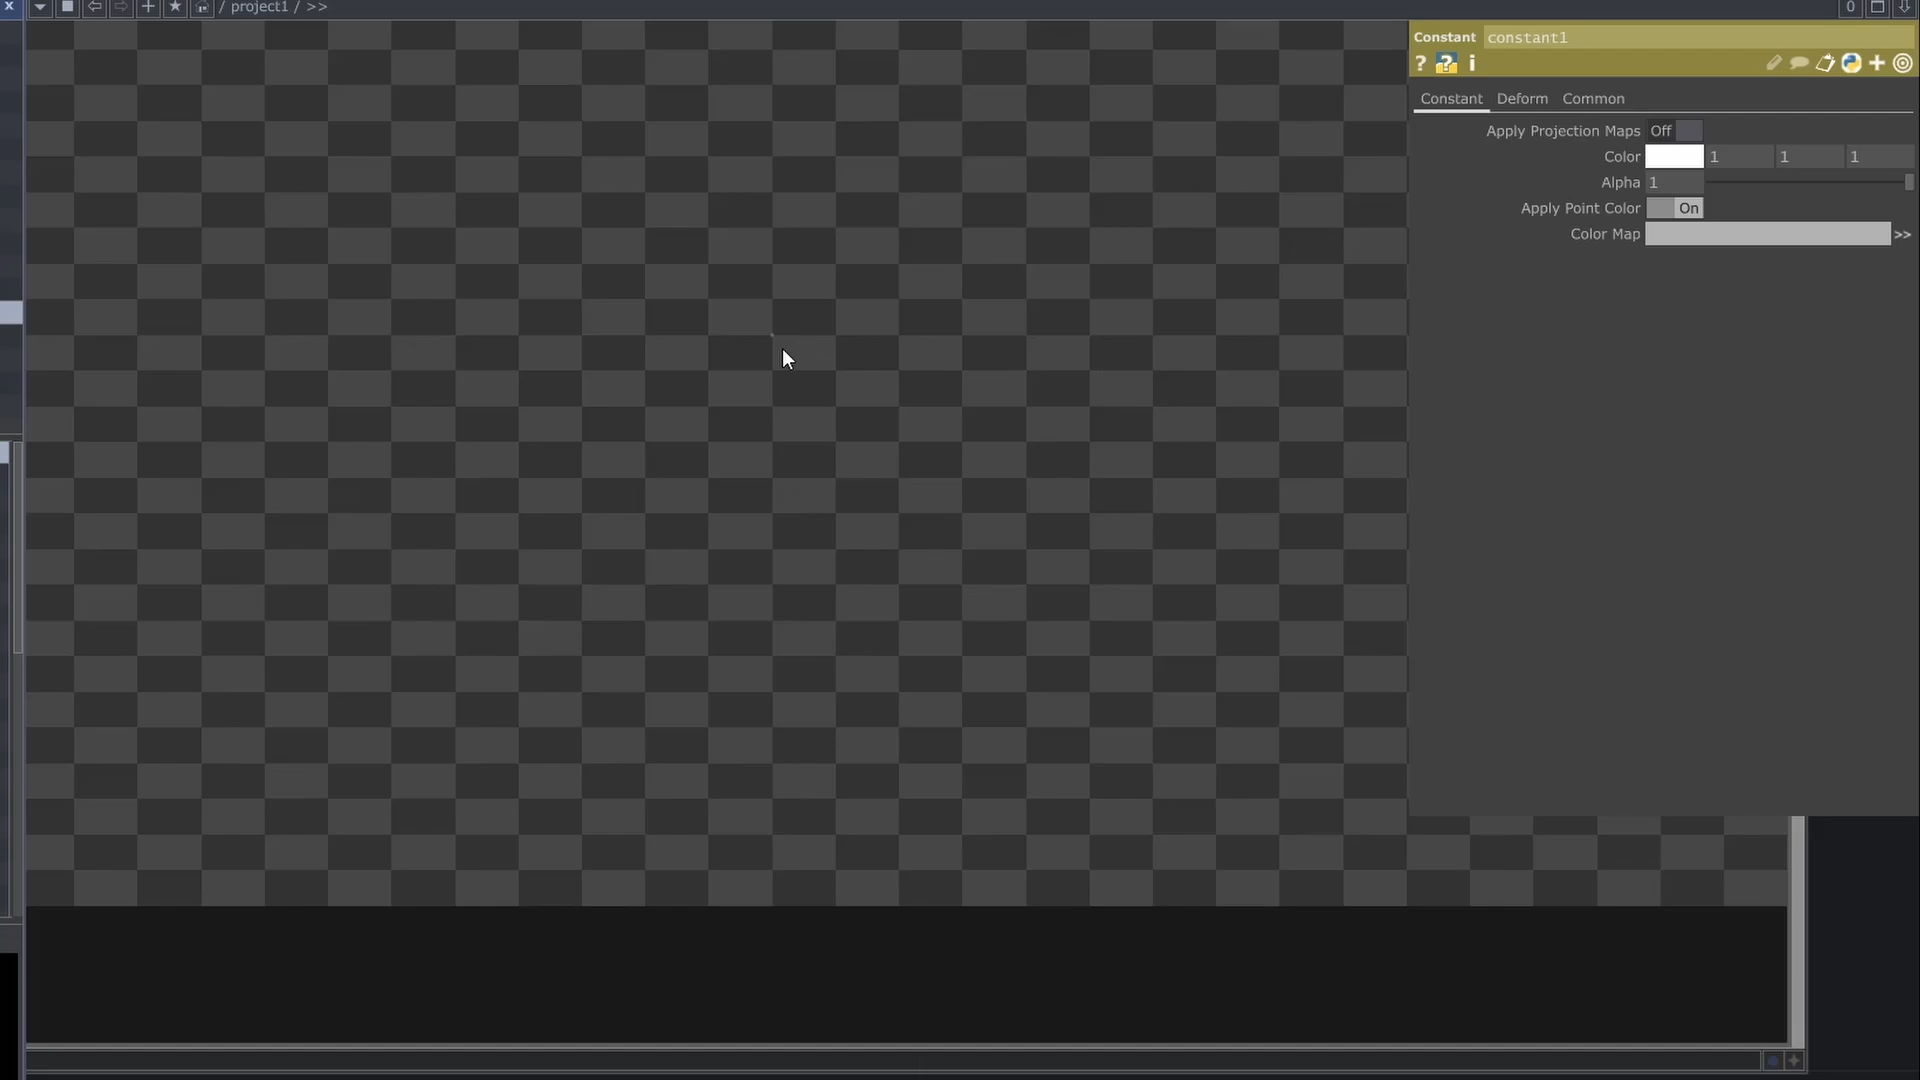 x / project1 / >> 0
Constant constant1
? ? i
Constant Deform Common
Apply Projection Maps Off
Color 1 1 1
Alpha 1
Apply Point Color On
Color Map >>